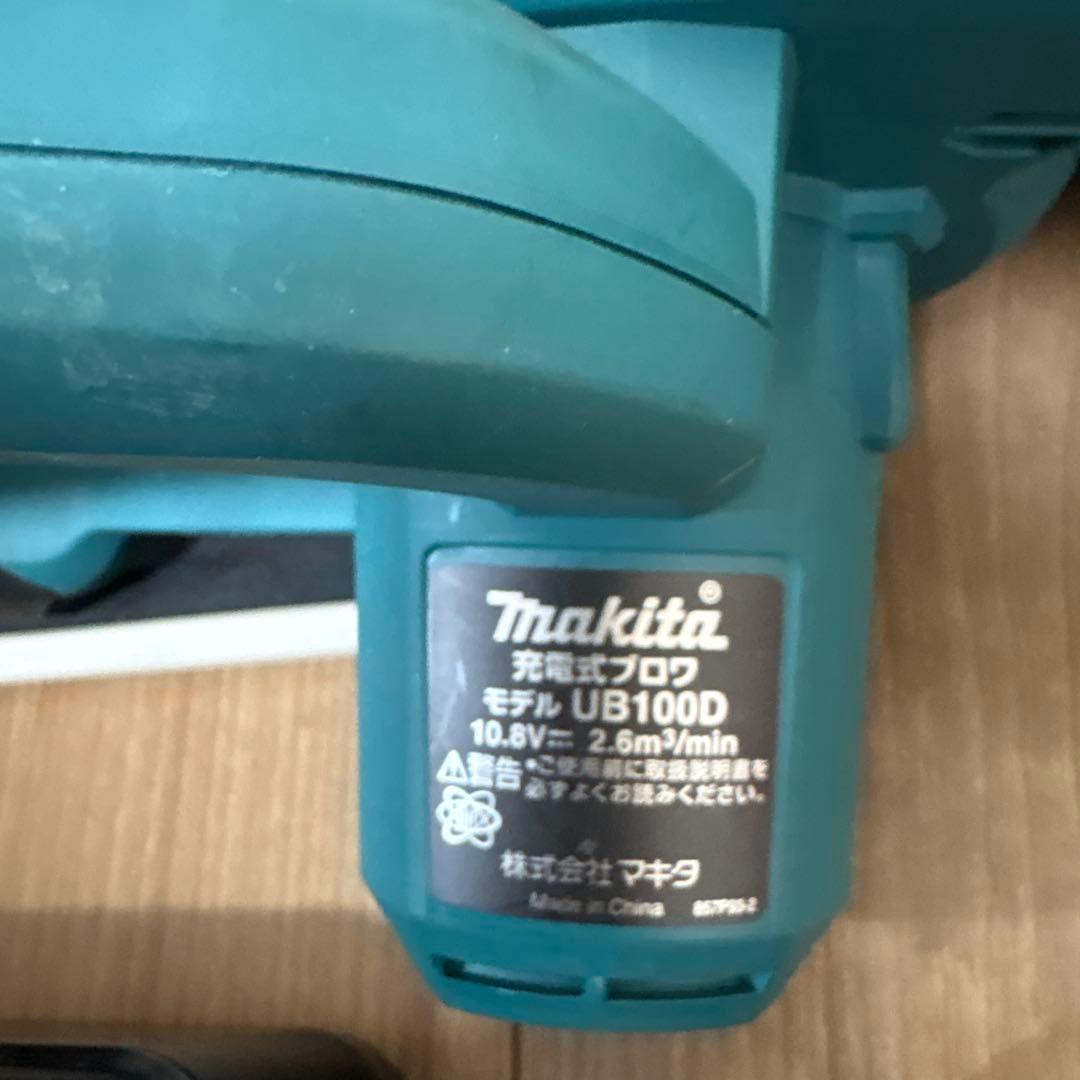 makita®
充電式ブロワ
モデル UB100D
10.8V⎓ 2.6m³/min
⚠警告 •ご使用前に取扱説明書を
必ずよくお読みください。
株式会社 マキタ
Made in China